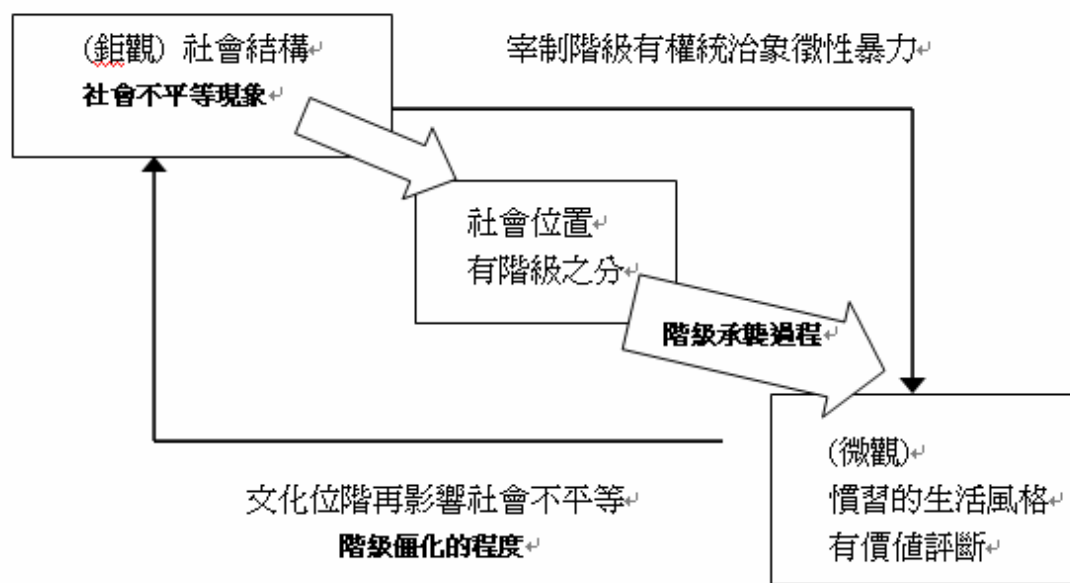 (鉅觀) 社會結構
社會不平等現象
宰制階級有權統治象徵性暴力
社會位置
有階級之分
階級承襲過程
(微觀)
慣習的生活風格
有價值評斷
文化位階再影響社會不平等
階級僵化的程度